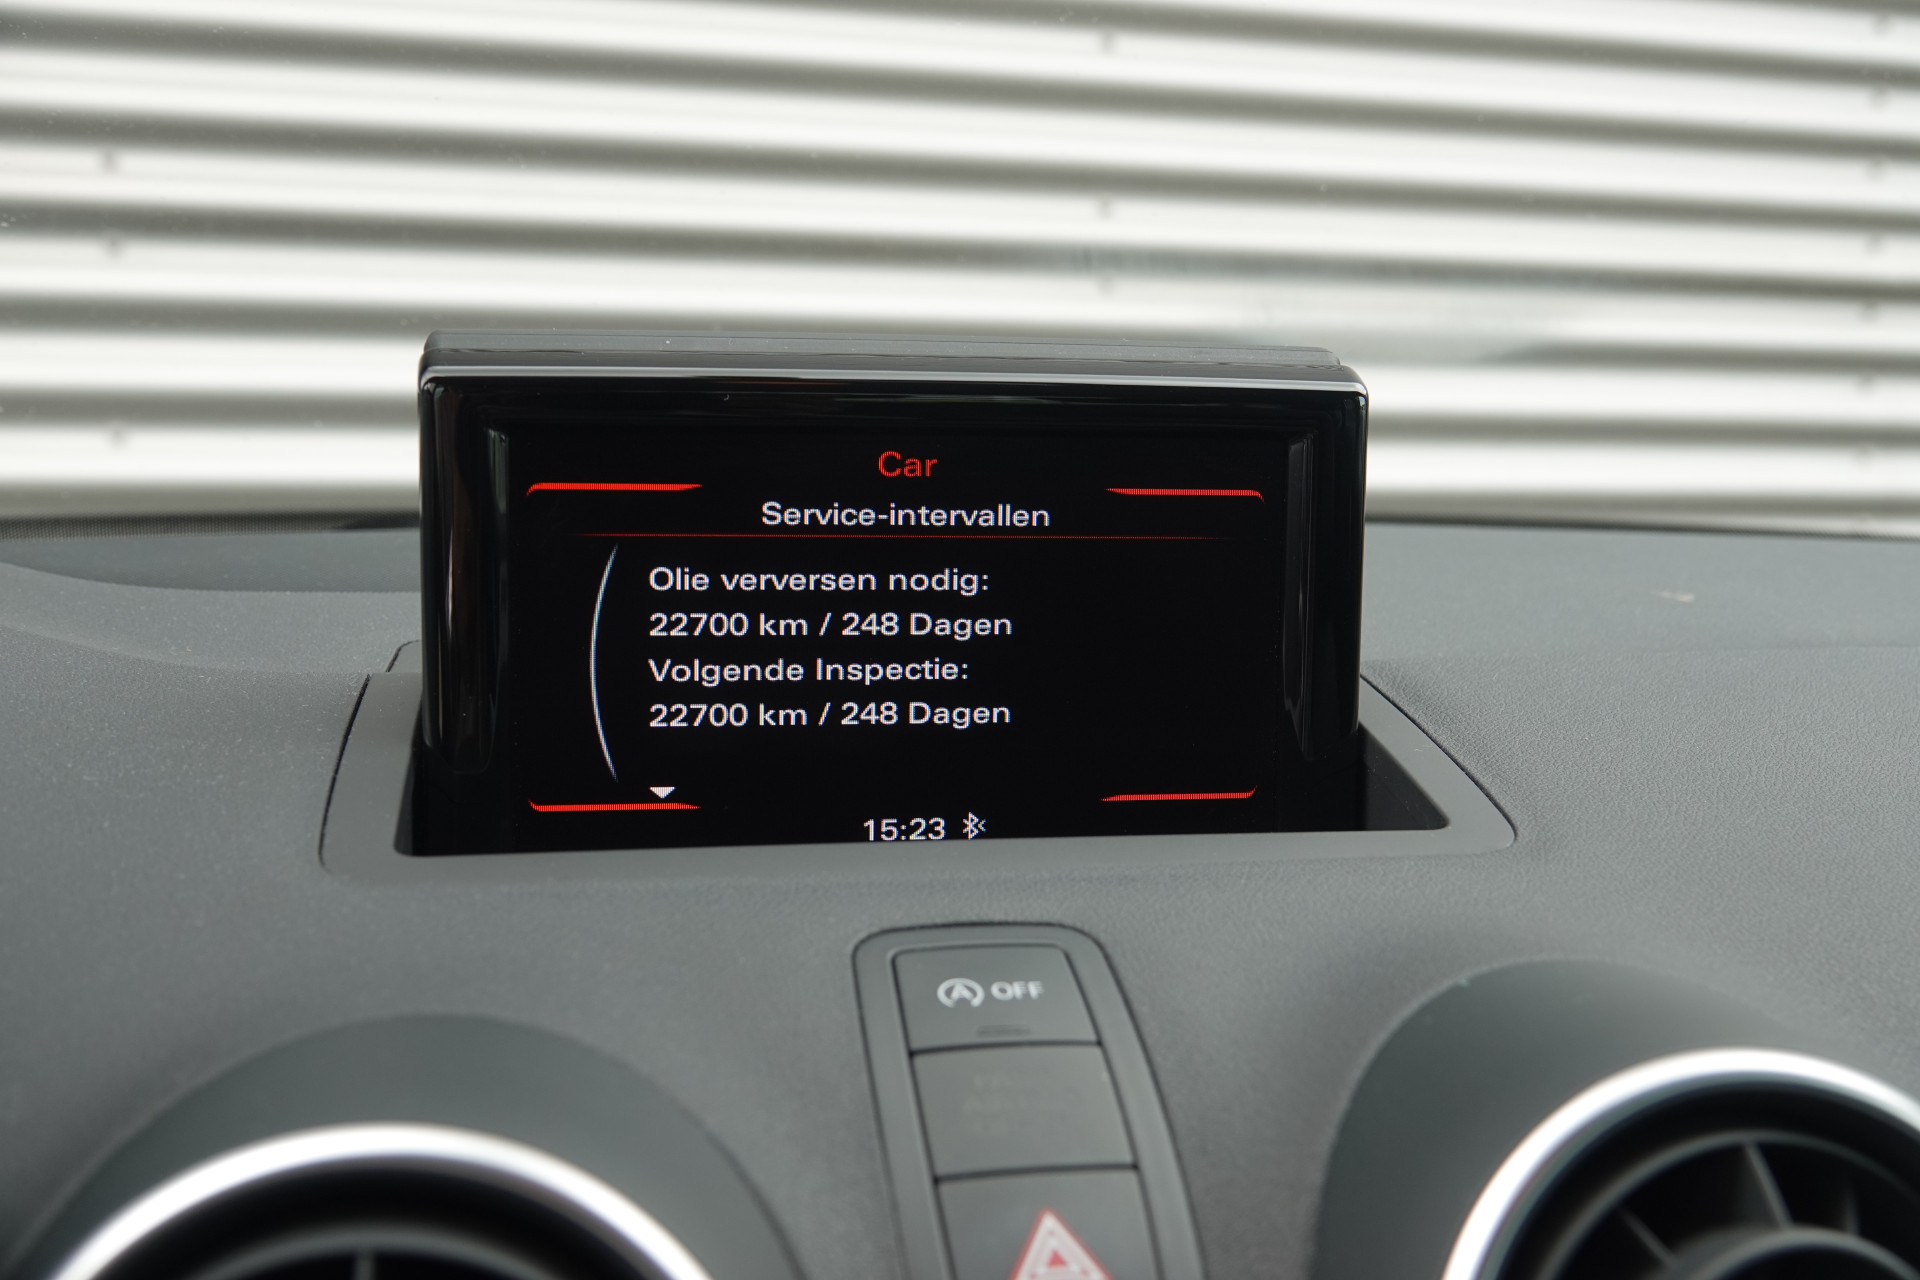 Car
Service-intervallen
Olie verversen nodig:
22700 km / 248 Dagen
Volgende Inspectie:
22700 km / 248 Dagen
15:23
A OFF